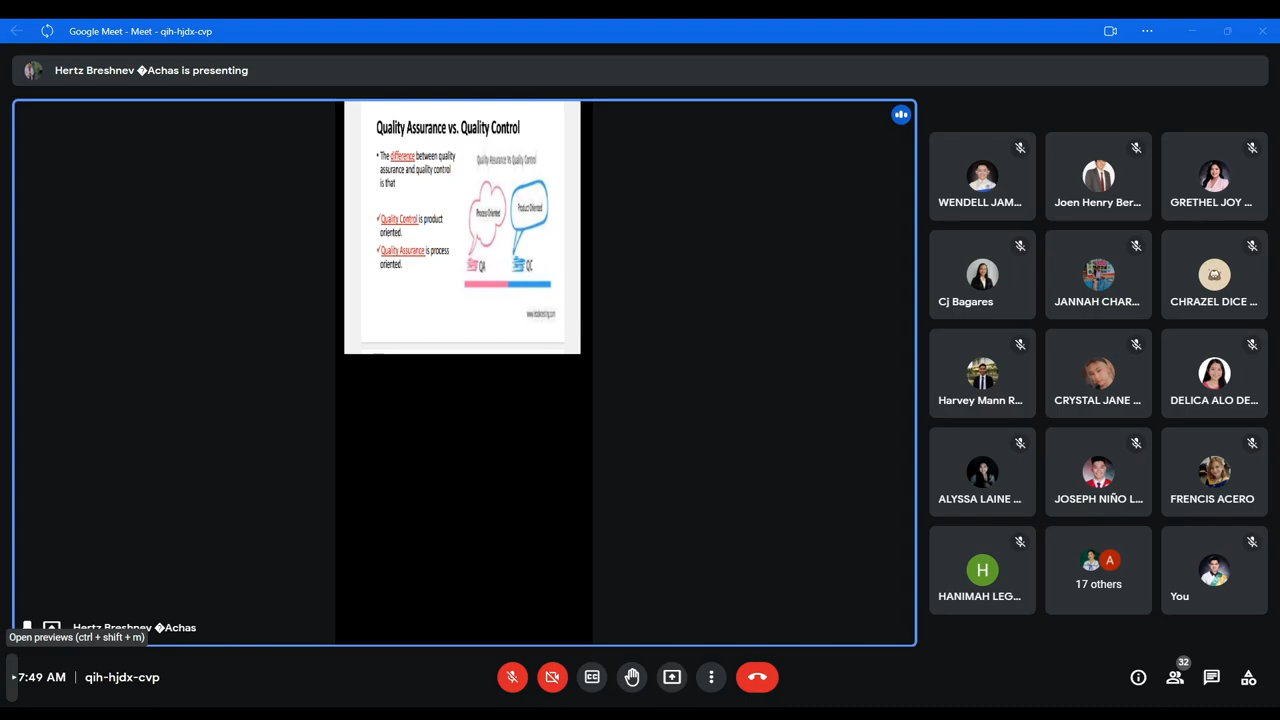 Google Meet - Meet - qih-hjdx-cvp
Hertz Breshnev �Achas is presenting
Quality Assurance vs. Quality Control
• The difference between quality
assurance and quality control
is that
✓Quality Control is product
oriented.
✓Quality Assurance is process
oriented.
Quality Assurance Vs Quality Control
Process Oriented
Product Oriented
QA
QC
WENDELL JAM...
Joen Henry Ber...
GRETHEL JOY ...
Cj Bagares
JANNAH CHAR...
CHRAZEL DICE ...
Harvey Mann R...
CRYSTAL JANE ...
DELICA ALO DE...
ALYSSA LAINE ...
JOSEPH NIÑO L...
FRENCIS ACERO
H
HANIMAH LEG...
A
17 others
You
Hertz Breshnev �Achas
Open previews (ctrl + shift + m)
7:49 AM | qih-hjdx-cvp
32